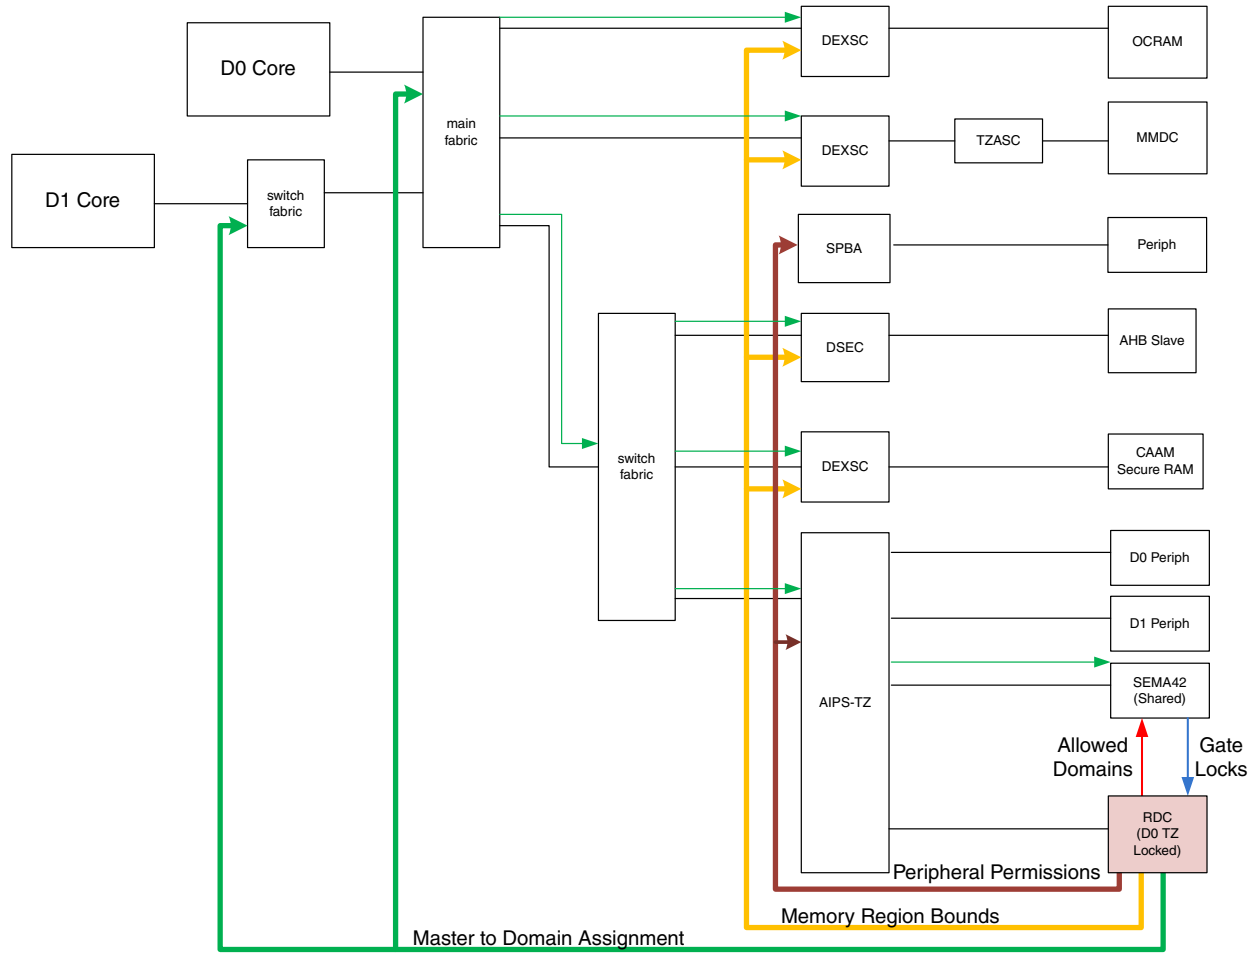 D0 Core
D1 Core
switch
fabric
main
fabric
DEXSC
OCRAM
DEXSC
TZASC
MMDC
SPBA
Periph
DSEC
AHB Slave
switch
fabric
DEXSC
CAAM
Secure RAM
AIPS-TZ
D0 Periph
D1 Periph
SEMA42
(Shared)
Allowed
Domains
Gate
Locks
RDC
(D0 TZ
Locked)
Peripheral Permissions
Memory Region Bounds
Master to Domain Assignment